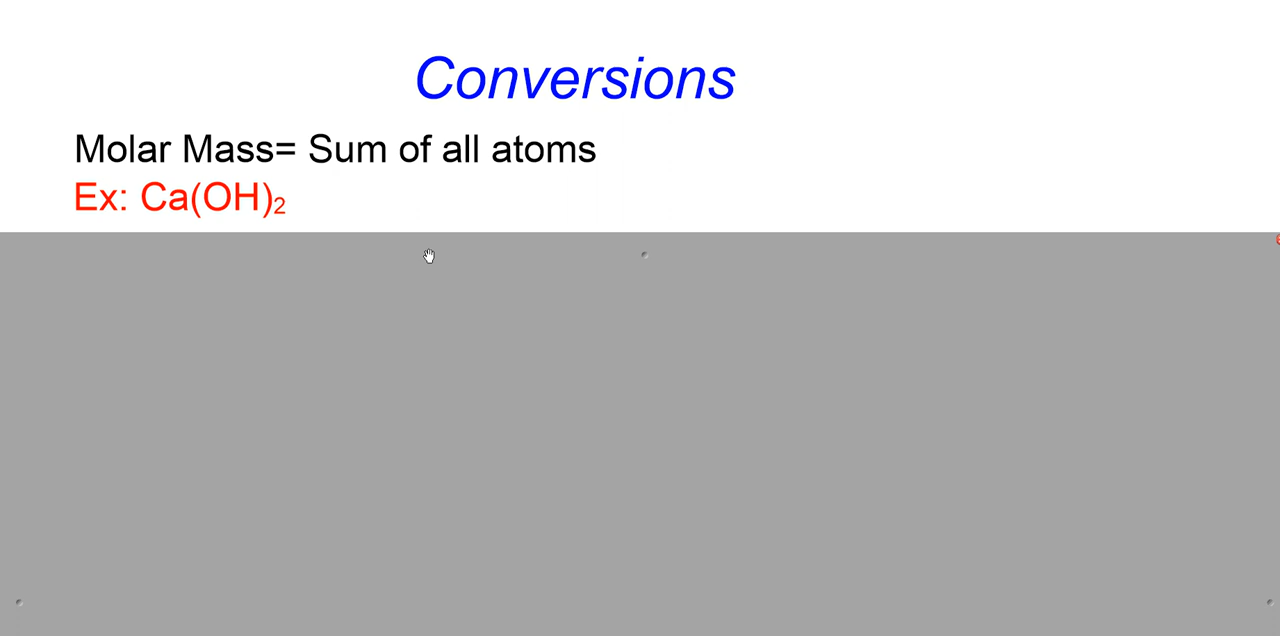 Conversions
Molar Mass= Sum of all atoms
Ex: Ca(OH)₂